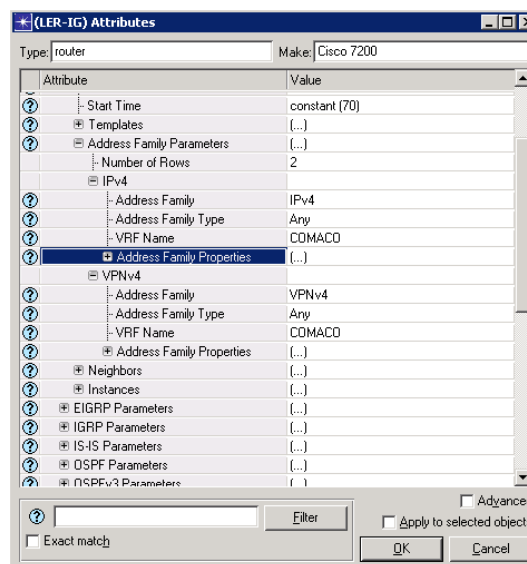 (LER-IG) Attributes
Type: router Make: Cisco 7200
Attribute Value
Start Time constant (70)
Templates (...)
Address Family Parameters (...)
Number of Rows 2
IPv4
Address Family IPv4
Address Family Type Any
VRF Name COMACO
Address Family Properties (...)
VPNv4
Address Family VPNv4
Address Family Type Any
VRF Name COMACO
Address Family Properties (...)
Neighbors (...)
Instances (...)
EIGRP Parameters (...)
IGRP Parameters (...)
IS-IS Parameters (...)
OSPF Parameters (...)
OSPFv3 Parameters (...)
Advance
Filter
Apply to selected object
Exact match
OK Cancel